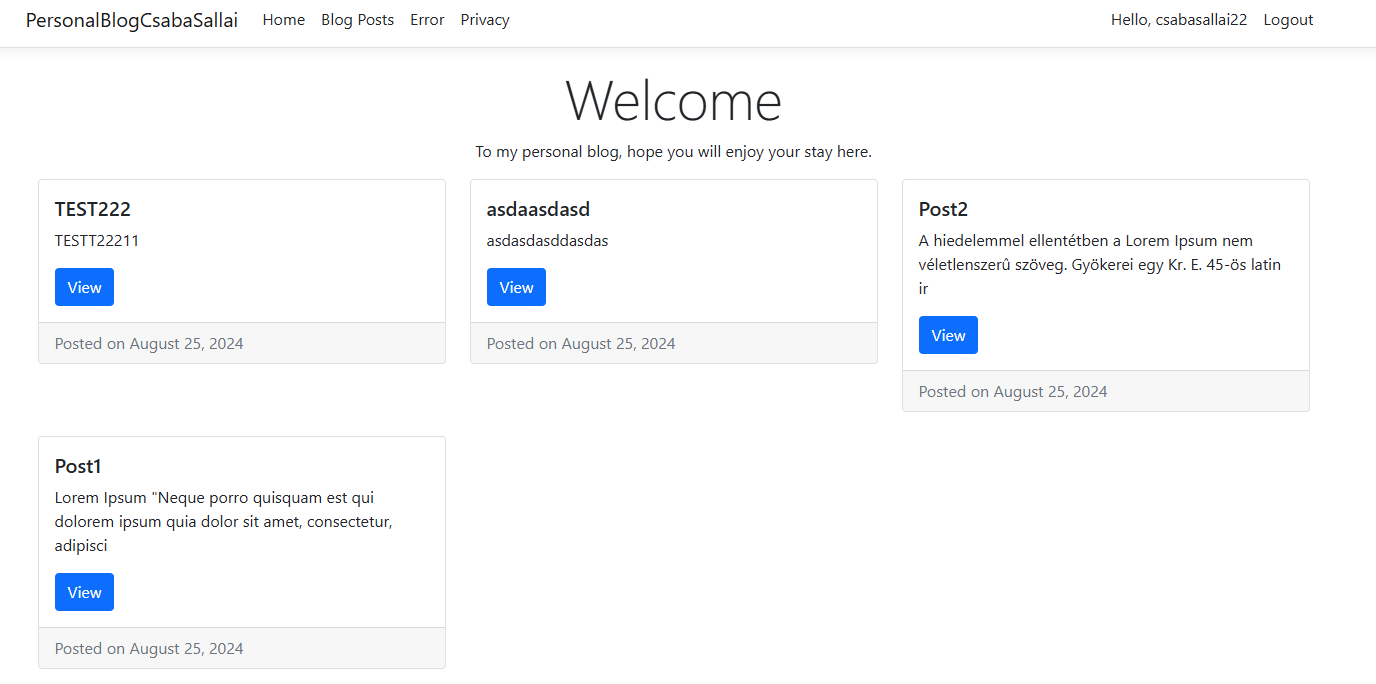 PersonalBlogCsabaSallai Home Blog Posts Error Privacy Hello, csabasallai22 Logout
Welcome
To my personal blog, hope you will enjoy your stay here.
TEST222
TESTT22211
View
Posted on August 25, 2024
asdaasdasd
asdasdasddasdas
View
Posted on August 25, 2024
Post2
A hiedelemmel ellentétben a Lorem Ipsum nem
véletlenszerû szöveg. Gyökerei egy Kr. E. 45-ös latin
ir
View
Posted on August 25, 2024
Post1
Lorem Ipsum "Neque porro quisquam est qui
dolorem ipsum quia dolor sit amet, consectetur,
adipisci
View
Posted on August 25, 2024